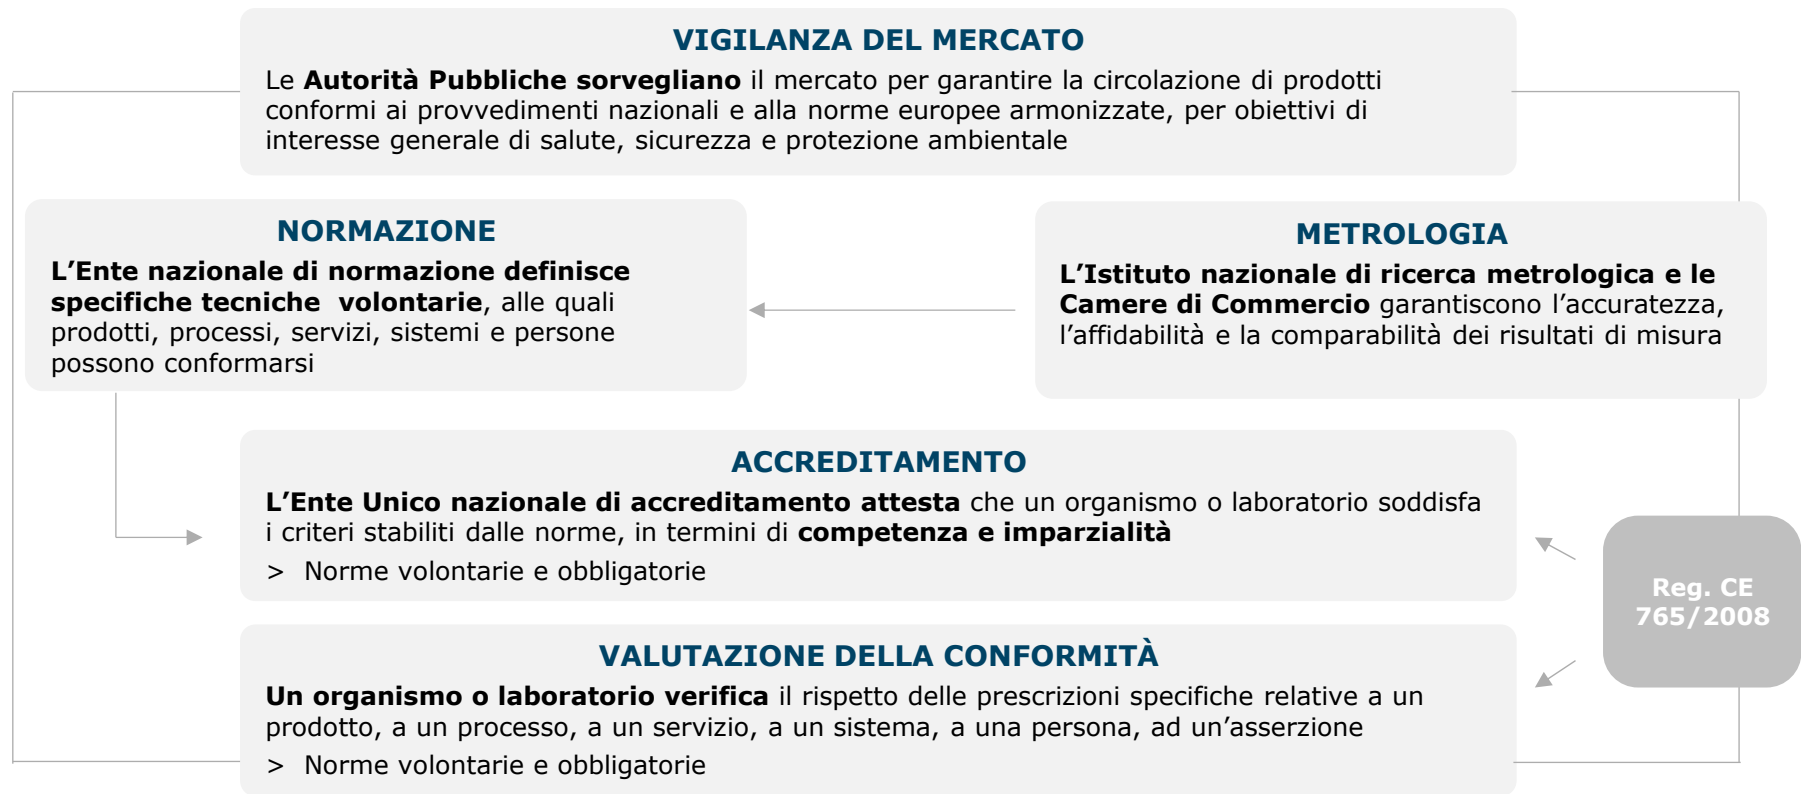 VIGILANZA DEL MERCATO
Le Autorità Pubbliche sorvegliano il mercato per garantire la circolazione di prodotti
conformi ai provvedimenti nazionali e alla norme europee armonizzate, per obiettivi di
interesse generale di salute, sicurezza e protezione ambientale
NORMAZIONE
L’Ente nazionale di normazione definisce
specifiche tecniche volontarie, alle quali
prodotti, processi, servizi, sistemi e persone
possono conformarsi
METROLOGIA
L’Istituto nazionale di ricerca metrologica e le
Camere di Commercio garantiscono l’accuratezza,
l’affidabilità e la comparabilità dei risultati di misura
ACCREDITAMENTO
L’Ente Unico nazionale di accreditamento attesta che un organismo o laboratorio soddisfa
i criteri stabiliti dalle norme, in termini di competenza e imparzialità
> Norme volontarie e obbligatorie
Reg. CE
765/2008
VALUTAZIONE DELLA CONFORMITÀ
Un organismo o laboratorio verifica il rispetto delle prescrizioni specifiche relative a un
prodotto, a un processo, a un servizio, a un sistema, a una persona, ad un’asserzione
> Norme volontarie e obbligatorie